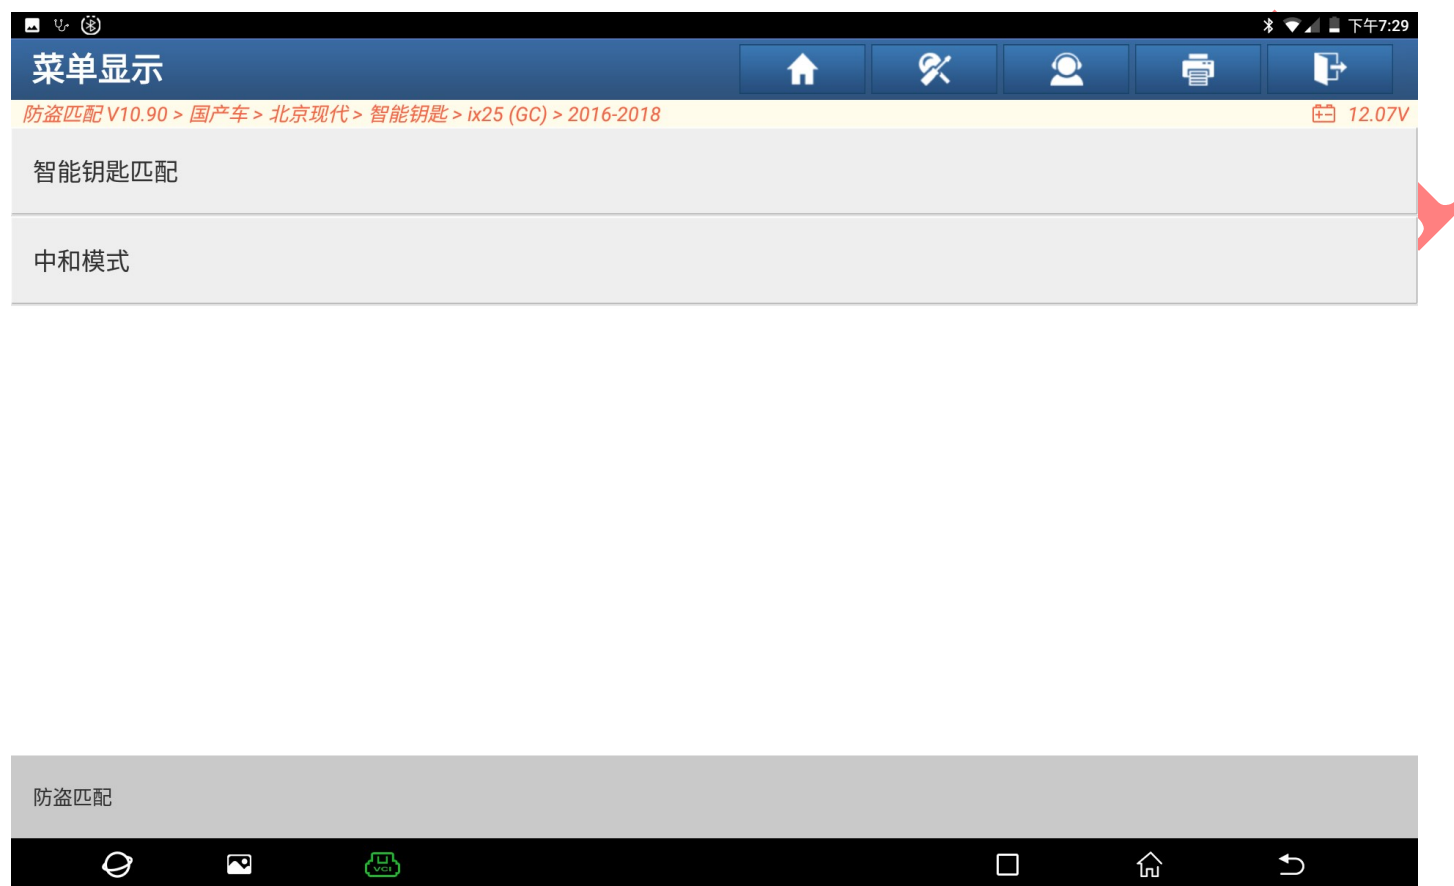 下午7:29
菜单显示
防盗匹配 V10.90 > 国产车 > 北京现代 > 智能钥匙 > ix25 (GC) > 2016-2018
12.07V
智能钥匙匹配
中和模式
防盗匹配
VCI